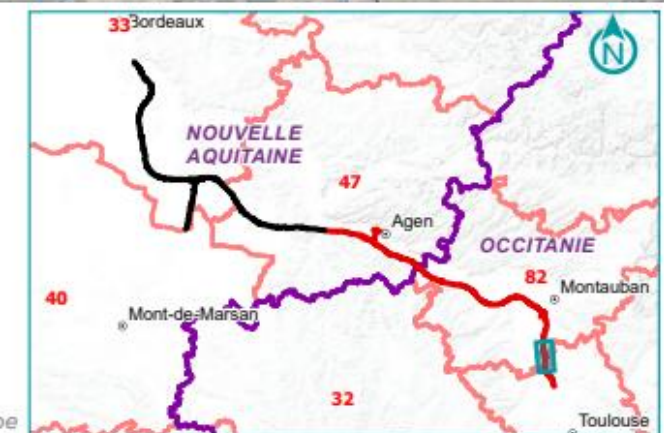 33
Bordeaux
N
NOUVELLE
AQUITAINE
47
Agen
OCCITANIE
82
Montauban
40
Mont-de-Marsan
32
Toulouse